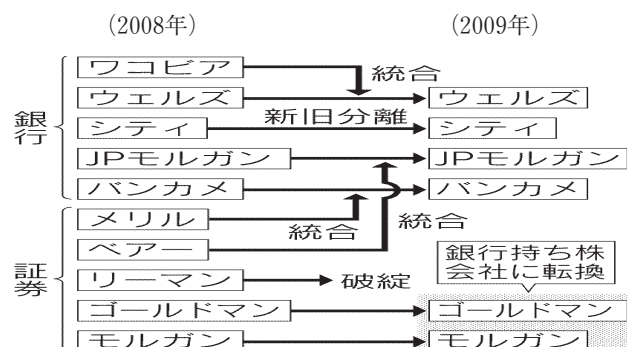 (2008年)
(2009年)
銀行
ワコビア
統合
ウェルズ
ウェルズ
新旧分離
シティ
シティ
JPモルガン
JPモルガン
バンカメ
バンカメ
証券
メリル
統合
統合
ベアー
銀行持ち株
会社に転換
リーマン
破綻
ゴールドマン
ゴールドマン
モルガン
モルガン